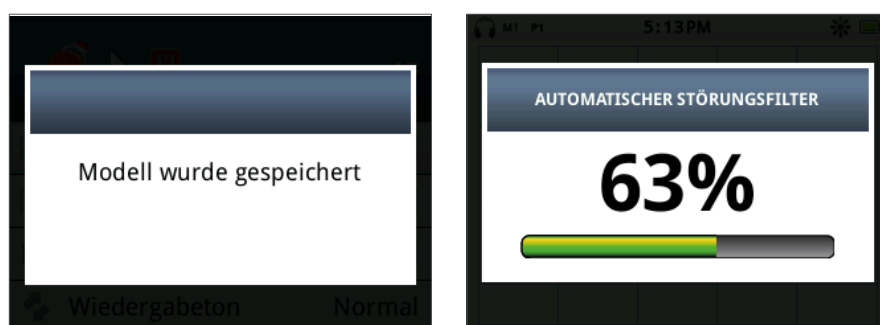 Modell wurde gespeichert
Wiedergabeton Normal
M1 P1 5:13PM
AUTOMATISCHER STÖRUNGSFILTER
63%